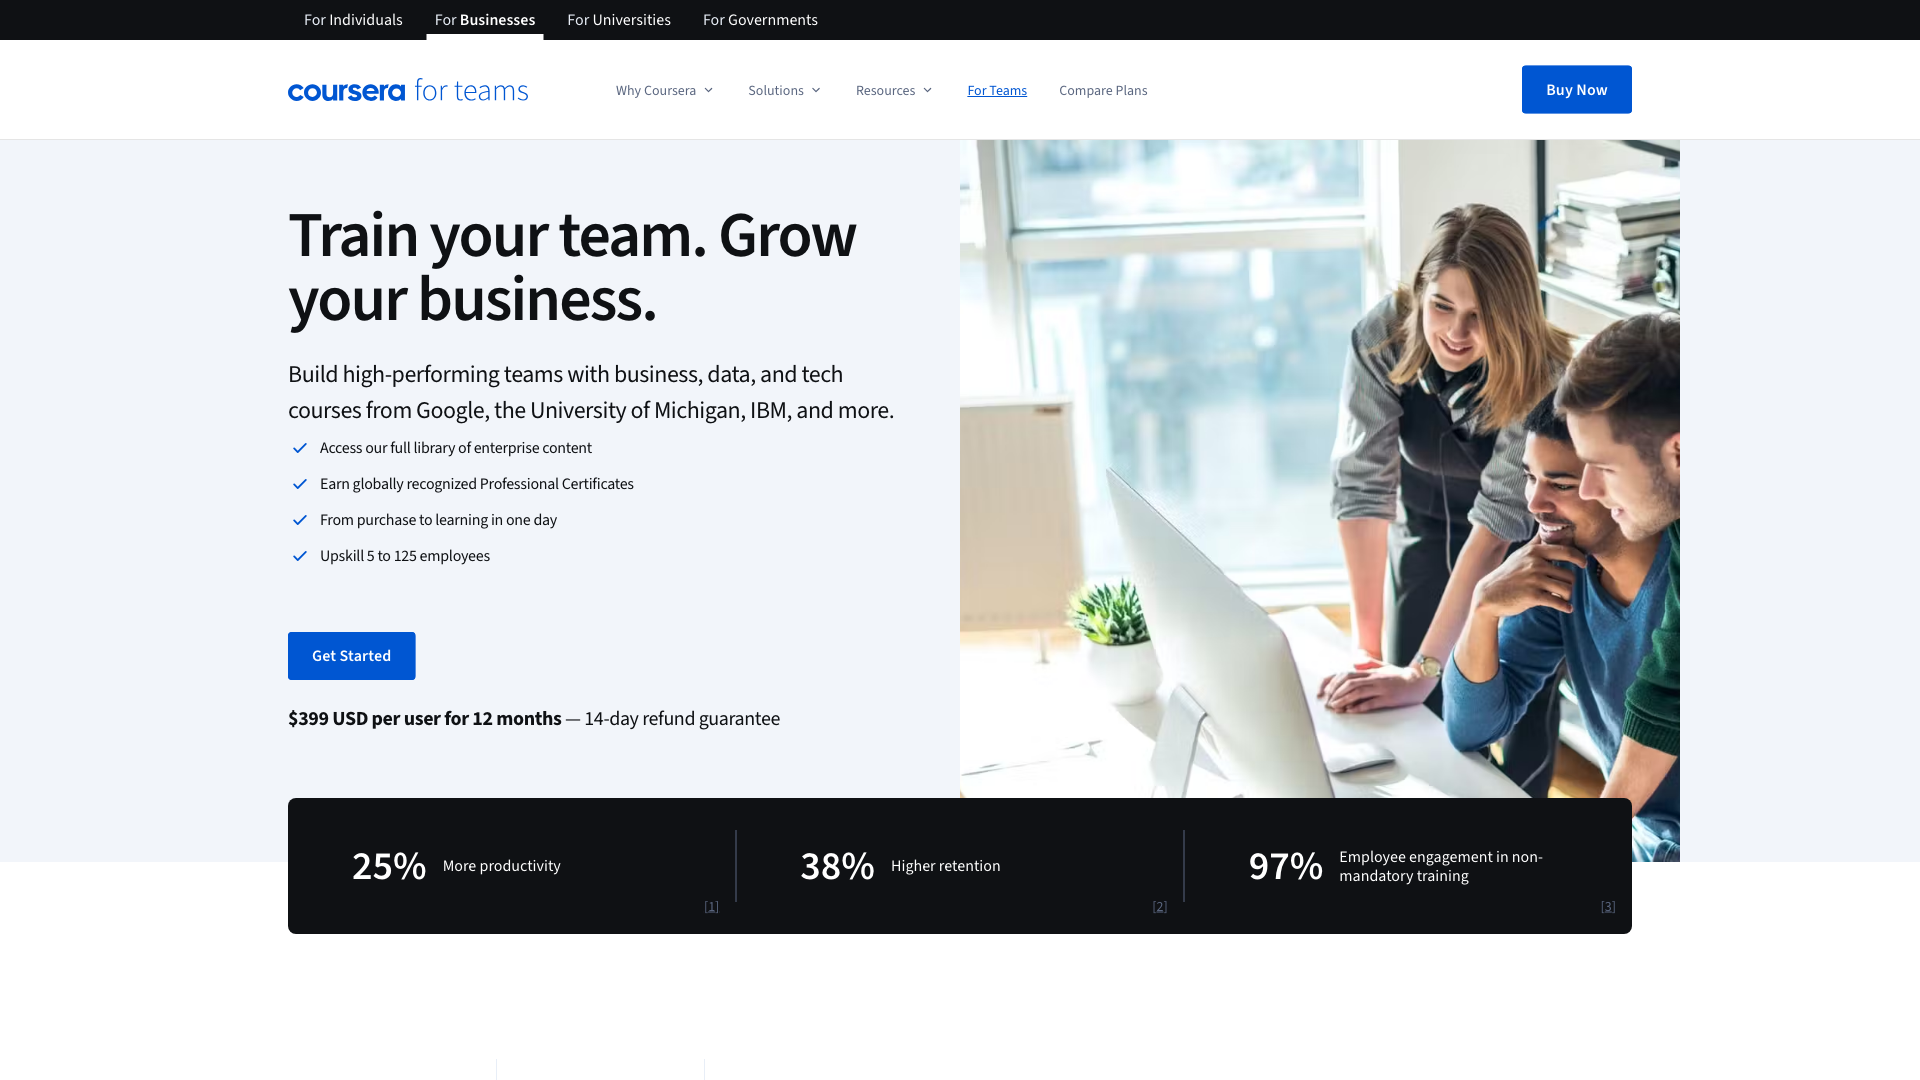 For Individuals
For Businesses
For Universities
For Governments
coursera for teams
Why Coursera
Solutions
Resources
For Teams
Compare Plans
Buy Now
Train your team. Grow
your business.
Build high-performing teams with business, data, and tech
courses from Google, the University of Michigan, IBM, and more.
Access our full library of enterprise content
Earn globally recognized Professional Certificates
From purchase to learning in one day
Upskill 5 to 125 employees
Get Started
$399 USD per user for 12 months — 14-day refund guarantee
25% More productivity
[1]
38% Higher retention
[2]
97% Employee engagement in non-
mandatory training
[3]